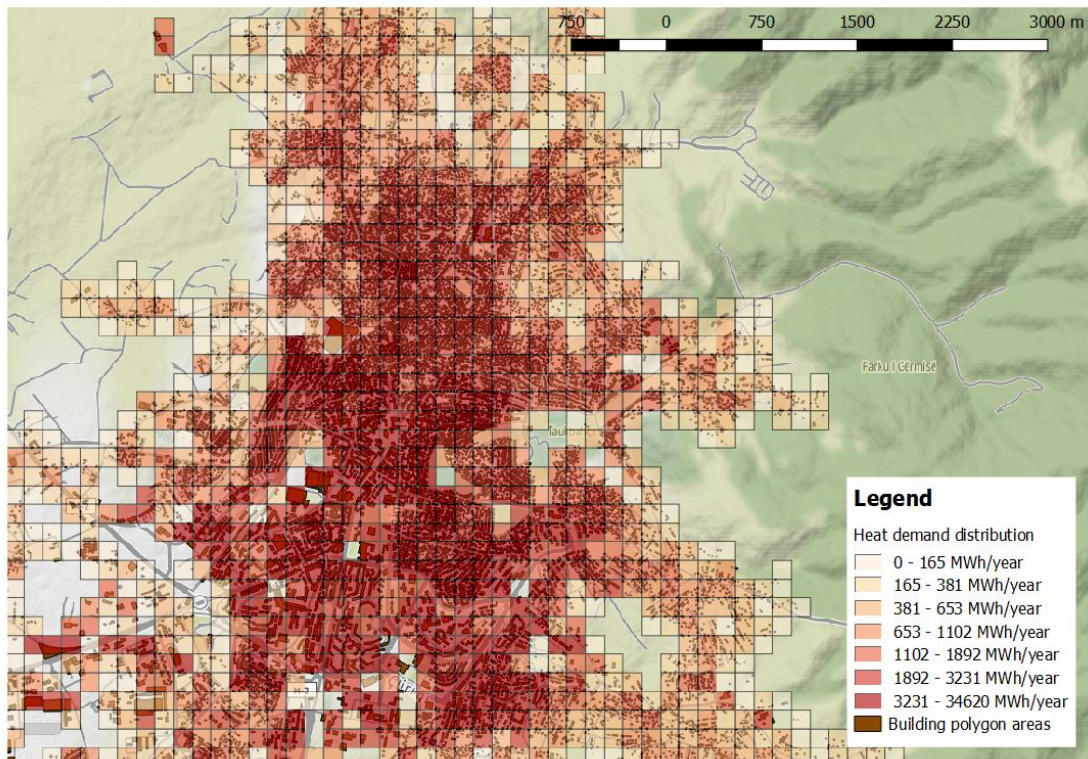 750 0 750 1500 2250 3000 m
Farku i Gërmisë
Legend
Heat demand distribution
0 - 165 MWh/year
165 - 381 MWh/year
381 - 653 MWh/year
653 - 1102 MWh/year
1102 - 1892 MWh/year
1892 - 3231 MWh/year
3231 - 34620 MWh/year
Building polygon areas